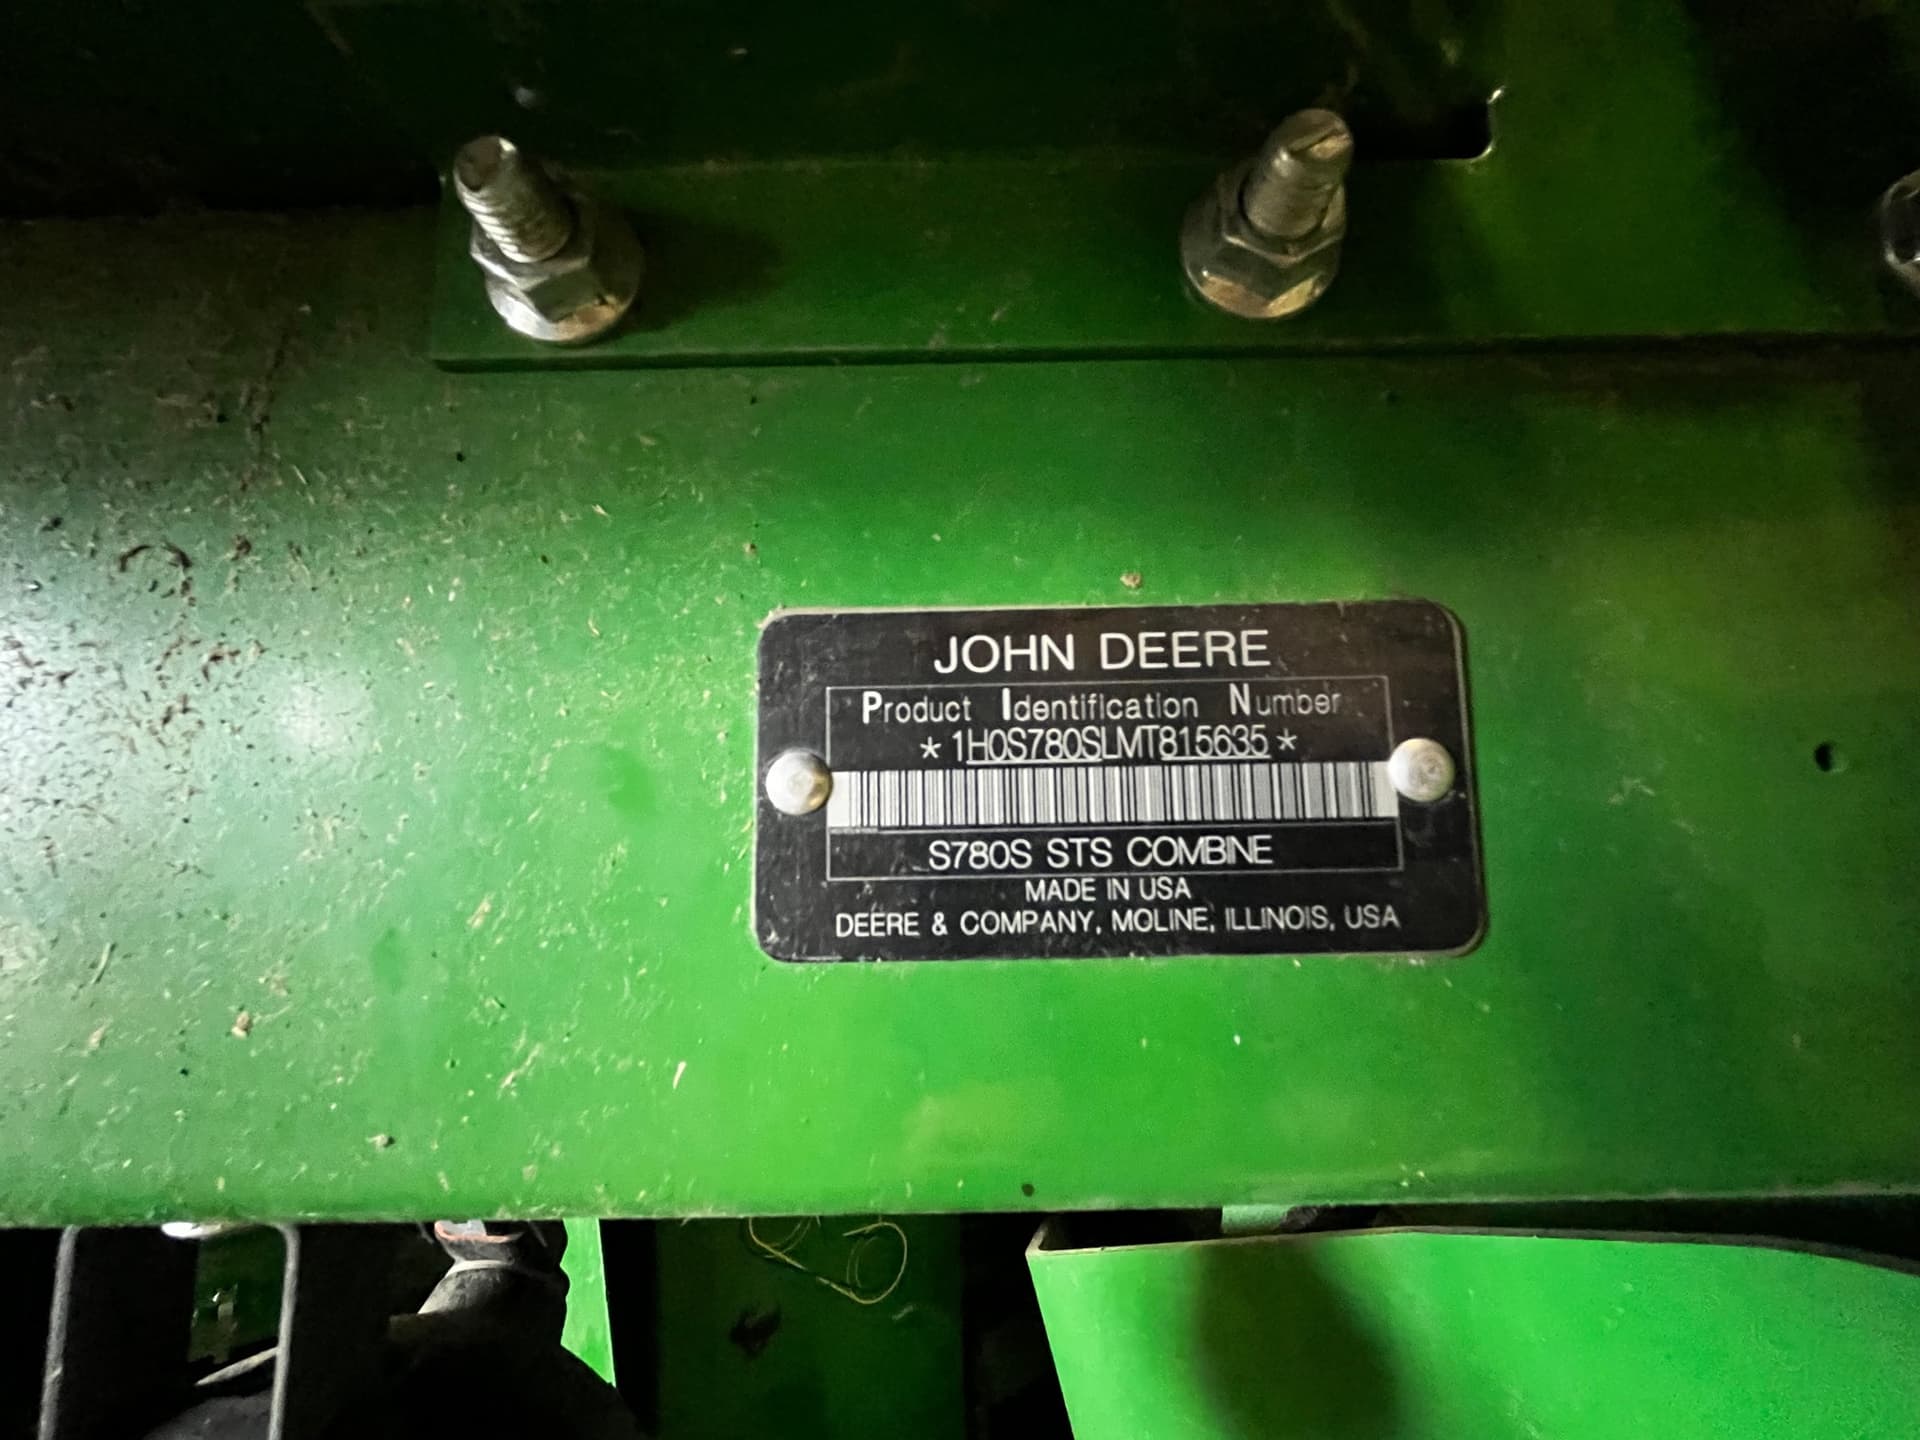 JOHN DEERE
Product Identification Number
*1H0S780SLMT815635*
S780S STS COMBINE
MADE IN USA
DEERE & COMPANY, MOLINE, ILLINOIS, USA